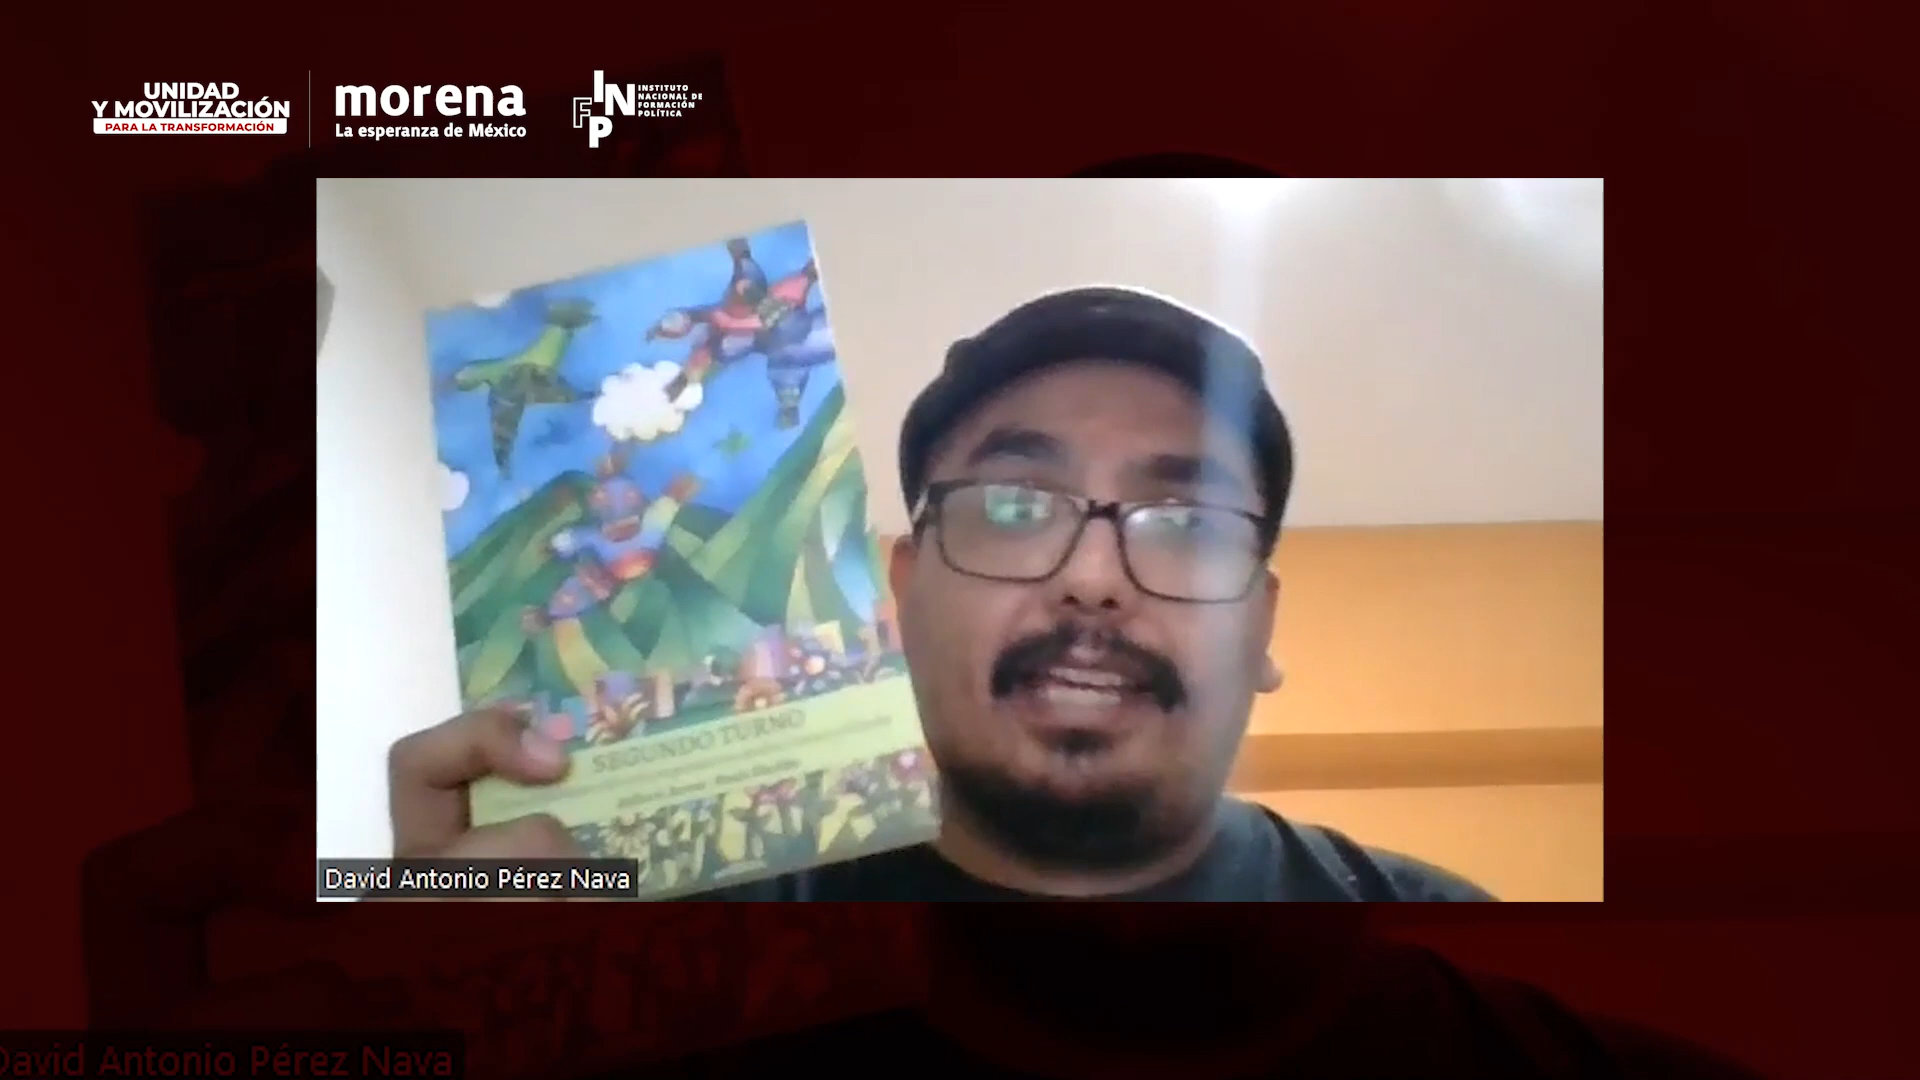 UNIDAD
Y MOVILIZACIÓN
PARA LA TRANSFORMACIÓN
morena
La esperanza de México
INFP
INSTITUTO
NACIONAL DE
FORMACIÓN
POLÍTICA
SEGUNDO TURNO
David Antonio Pérez Nava
David Antonio Pérez Nava